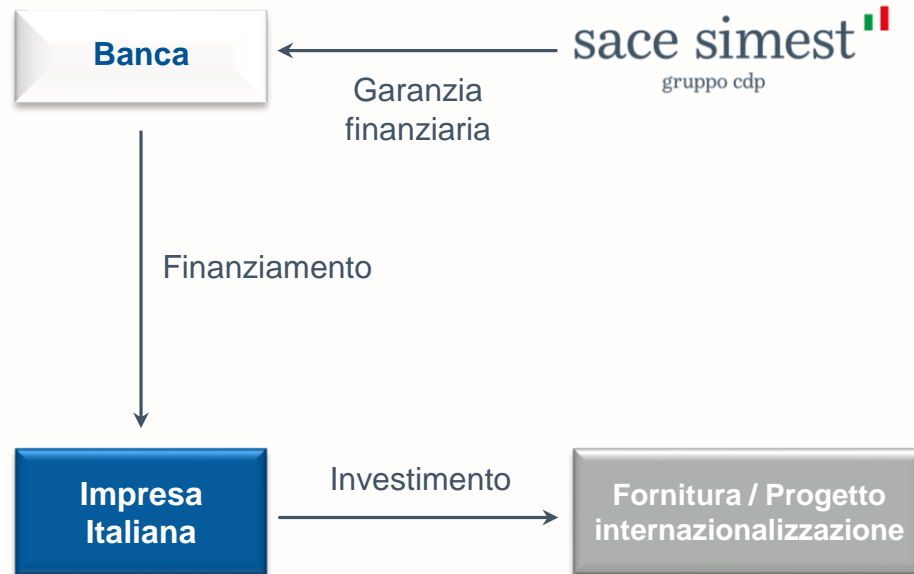 Banca
sace simest
gruppo cdp
Garanzia
finanziaria
Finanziamento
Impresa
Italiana
Investimento
Fornitura / Progetto
internazionalizzazione